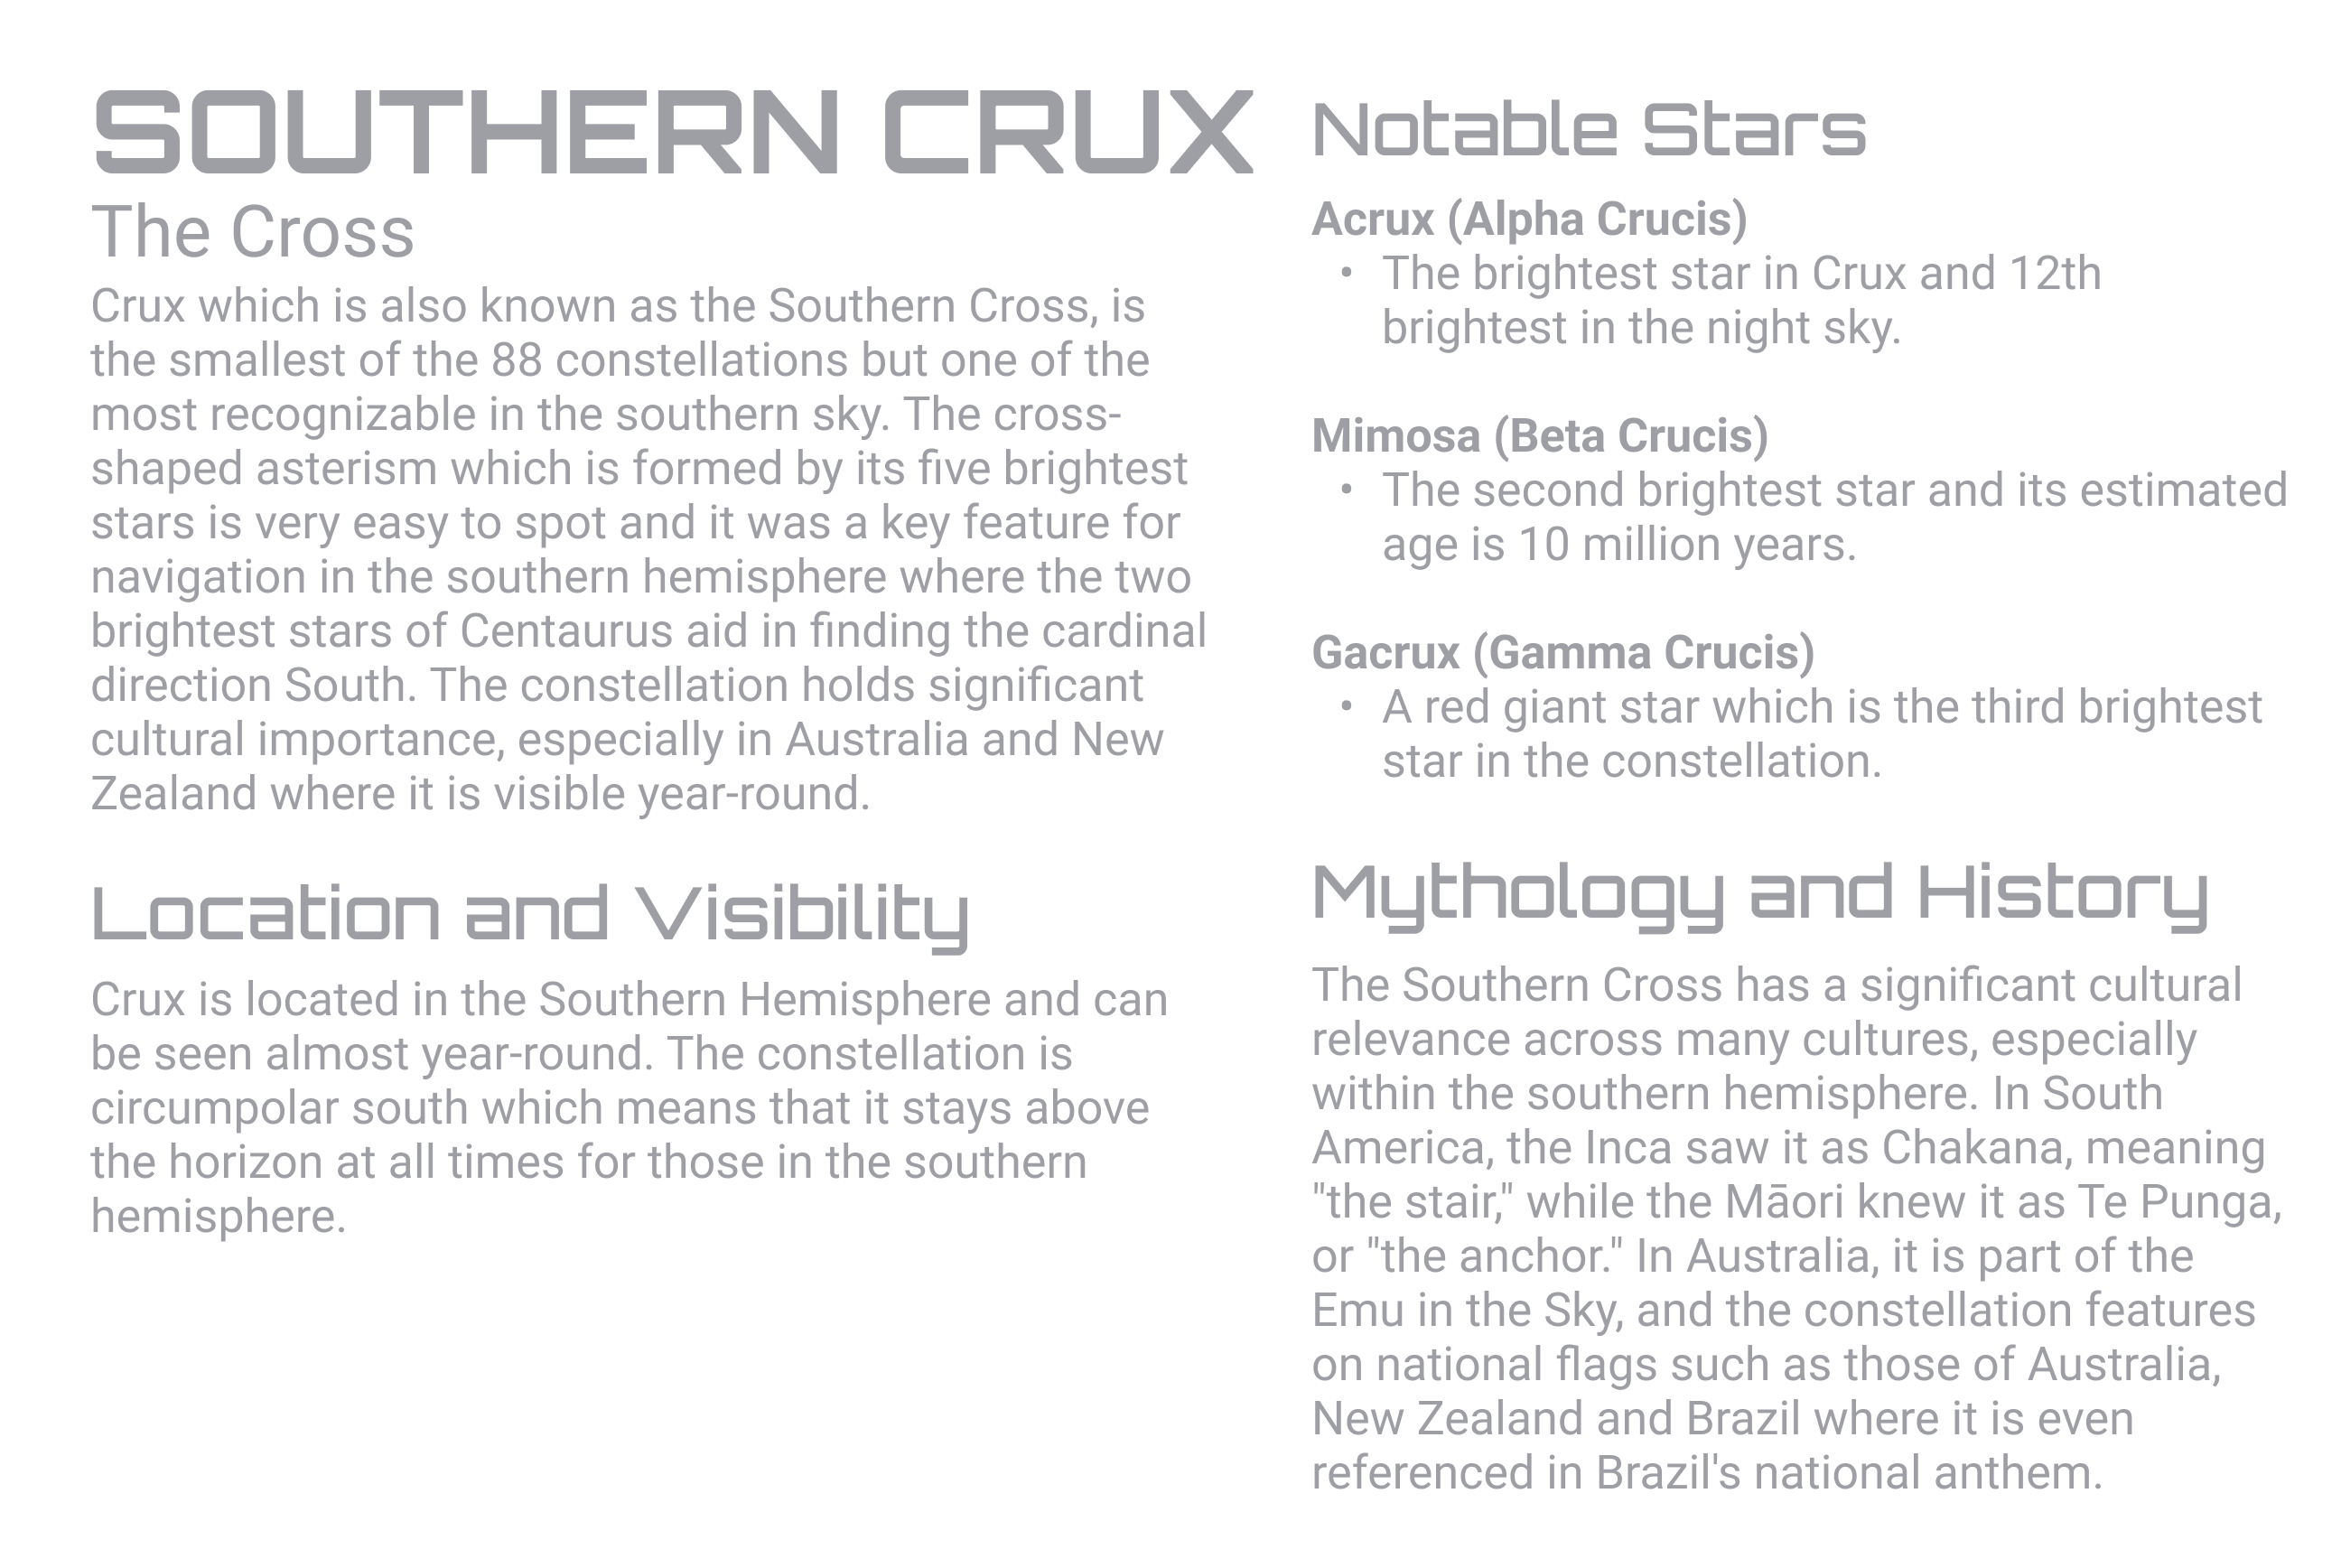 SOUTHERN CRUX
The Cross
Crux which is also known as the Southern Cross, is
the smallest of the 88 constellations but one of the
most recognizable in the southern sky. The cross-
shaped asterism which is formed by its five brightest
stars is very easy to spot and it was a key feature for
navigation in the southern hemisphere where the two
brightest stars of Centaurus aid in finding the cardinal
direction South. The constellation holds significant
cultural importance, especially in Australia and New
Zealand where it is visible year-round.
Location and Visibility
Crux is located in the Southern Hemisphere and can
be seen almost year-round. The constellation is
circumpolar south which means that it stays above
the horizon at all times for those in the southern
hemisphere.
Notable Stars
Acrux (Alpha Crucis)
• The brightest star in Crux and 12th
brightest in the night sky.
Mimosa (Beta Crucis)
• The second brightest star and its estimated
age is 10 million years.
Gacrux (Gamma Crucis)
• A red giant star which is the third brightest
star in the constellation.
Mythology and History
The Southern Cross has a significant cultural
relevance across many cultures, especially
within the southern hemisphere. In South
America, the Inca saw it as Chakana, meaning
"the stair," while the Māori knew it as Te Punga,
or "the anchor." In Australia, it is part of the
Emu in the Sky, and the constellation features
on national flags such as those of Australia,
New Zealand and Brazil where it is even
referenced in Brazil's national anthem.